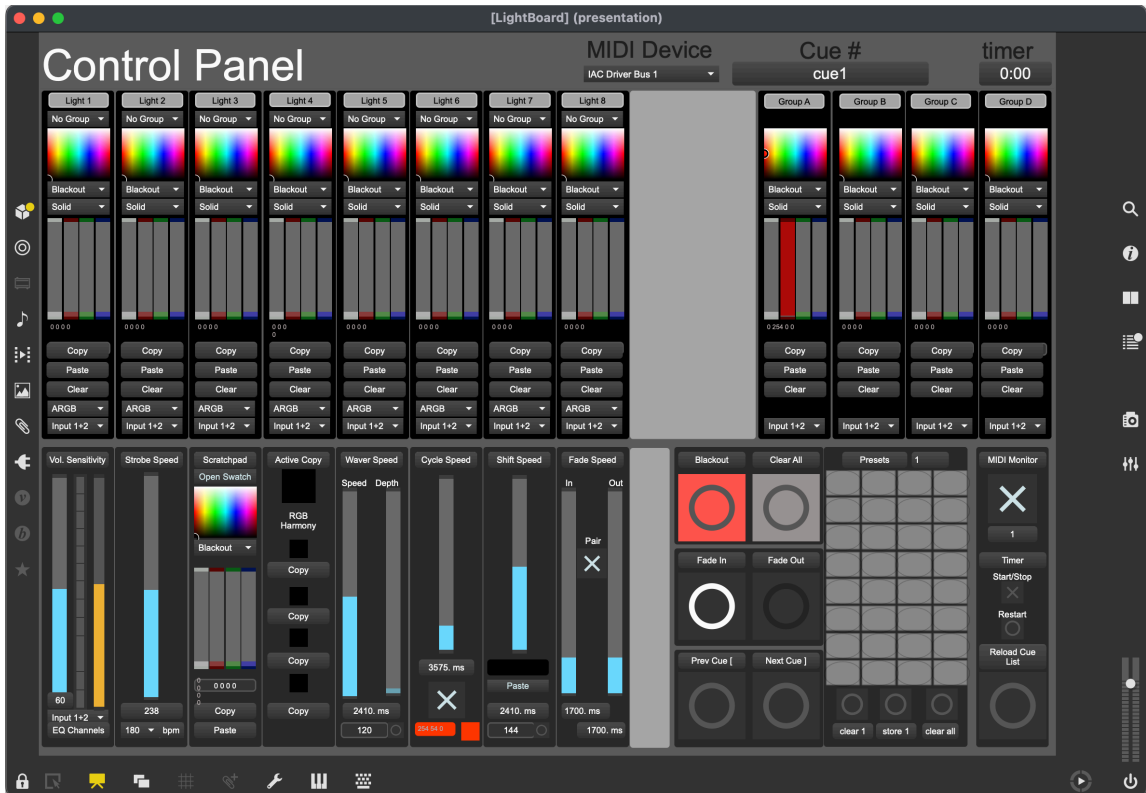 [LightBoard] (presentation)
Control Panel
MIDI Device
Cue #
timer
IAC Driver Bus 1
cue1
0:00
Light 1 Light 2 Light 3 Light 4 Light 5 Light 6 Light 7 Light 8 Group A Group B Group C Group D
No Group No Group No Group No Group No Group No Group No Group No Group
Blackout Blackout Blackout Blackout Blackout Blackout Blackout Blackout Blackout Blackout Blackout Blackout
Solid Solid Solid Solid Solid Solid Solid Solid Solid Solid Solid Solid
0 0 0 0 0 0 0 0 0 0 0 0 0 0 0 0 0 0 0 0 0 0 0 0 0 0 0 0 0 0 0 0 254 0 0 0 0 0 0 0 0 0 0 0 0 0 0
0
Copy Copy Copy Copy Copy Copy Copy Copy Copy Copy Copy Copy
Paste Paste Paste Paste Paste Paste Paste Paste Paste Paste Paste Paste
Clear Clear Clear Clear Clear Clear Clear Clear Clear Clear Clear Clear
ARGB ARGB ARGB ARGB ARGB ARGB ARGB ARGB
Input 1+2 Input 1+2 Input 1+2 Input 1+2 Input 1+2 Input 1+2 Input 1+2 Input 1+2 Input 1+2 Input 1+2 Input 1+2 Input 1+2
Vol. Sensitivity
60
Input 1+2
EQ Channels
Strobe Speed
238
180 bpm
Scratchpad
Open Swatch
Blackout
0
0
0
0
0 0 0 0
Copy
Paste
Active Copy
RGB
Harmony
Copy
Copy
Copy
Copy
Waver Speed
Speed Depth
2410. ms
120
Cycle Speed
3575. ms
254 54 0
Shift Speed
Paste
2410. ms
144
Fade Speed
In Out
Pair
1700. ms
1700. ms
Blackout Clear All
Fade In Fade Out
Prev Cue [ Next Cue ]
Presets 1
clear 1 store 1 clear all
MIDI Monitor
1
Timer
Start/Stop
Restart
Reload Cue
List